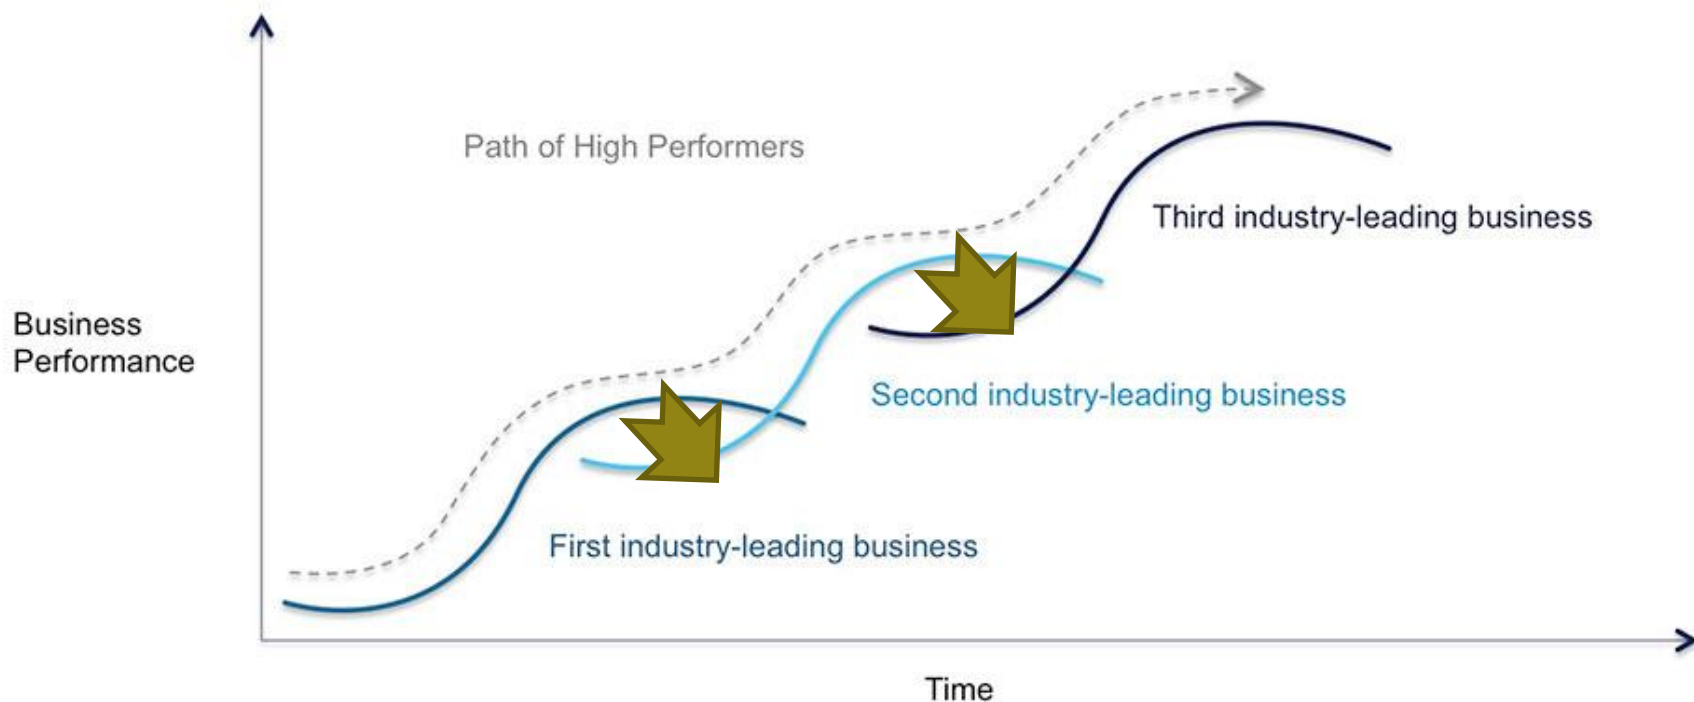 Path of High Performers
Third industry-leading business
Business
Performance
Second industry-leading business
First industry-leading business
Time